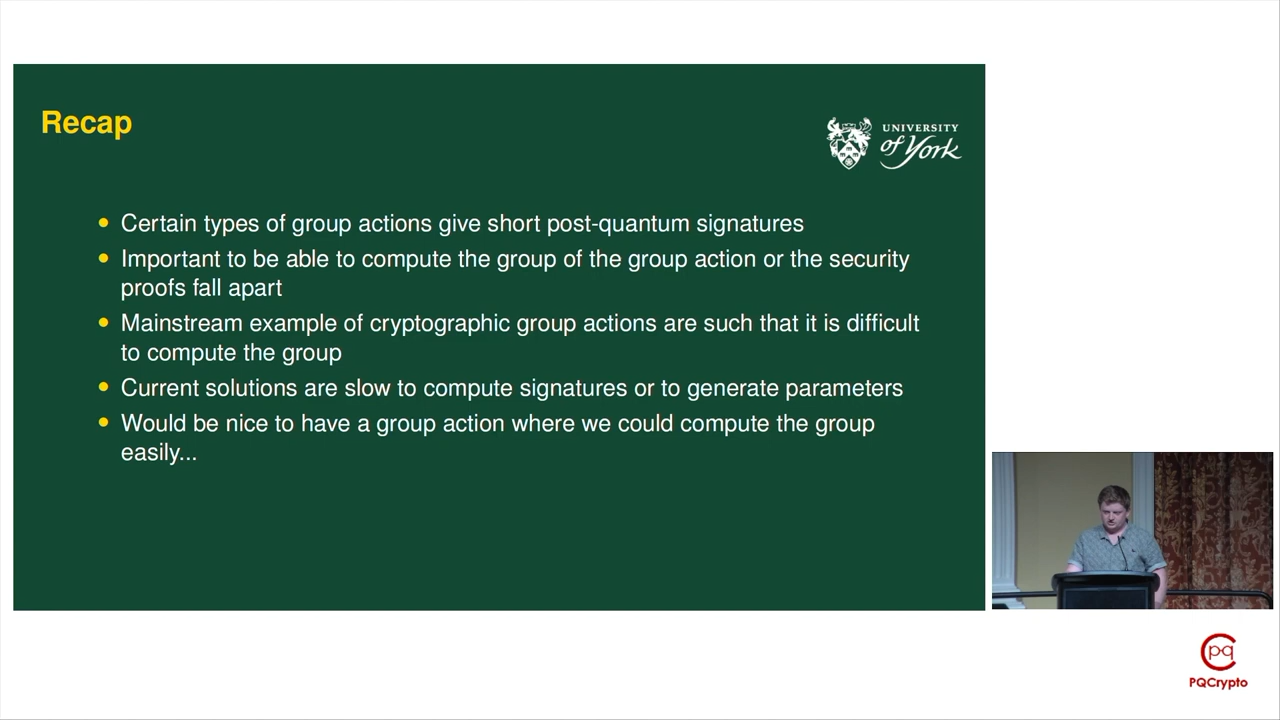 Recap
UNIVERSITY
of York
• Certain types of group actions give short post-quantum signatures
• Important to be able to compute the group of the group action or the security
proofs fall apart
• Mainstream example of cryptographic group actions are such that it is difficult
to compute the group
• Current solutions are slow to compute signatures or to generate parameters
• Would be nice to have a group action where we could compute the group
easily...
pq
PQCrypto